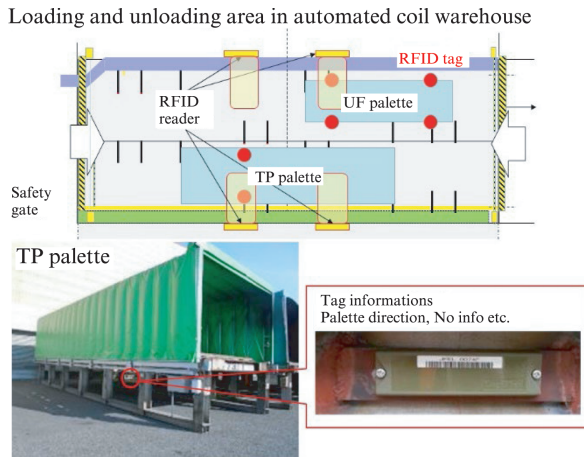 Loading and unloading area in automated coil warehouse
RFID tag
RFID
reader
UF palette
TP palette
Safety
gate
TP palette
Tag informations
Palette direction, No info etc.